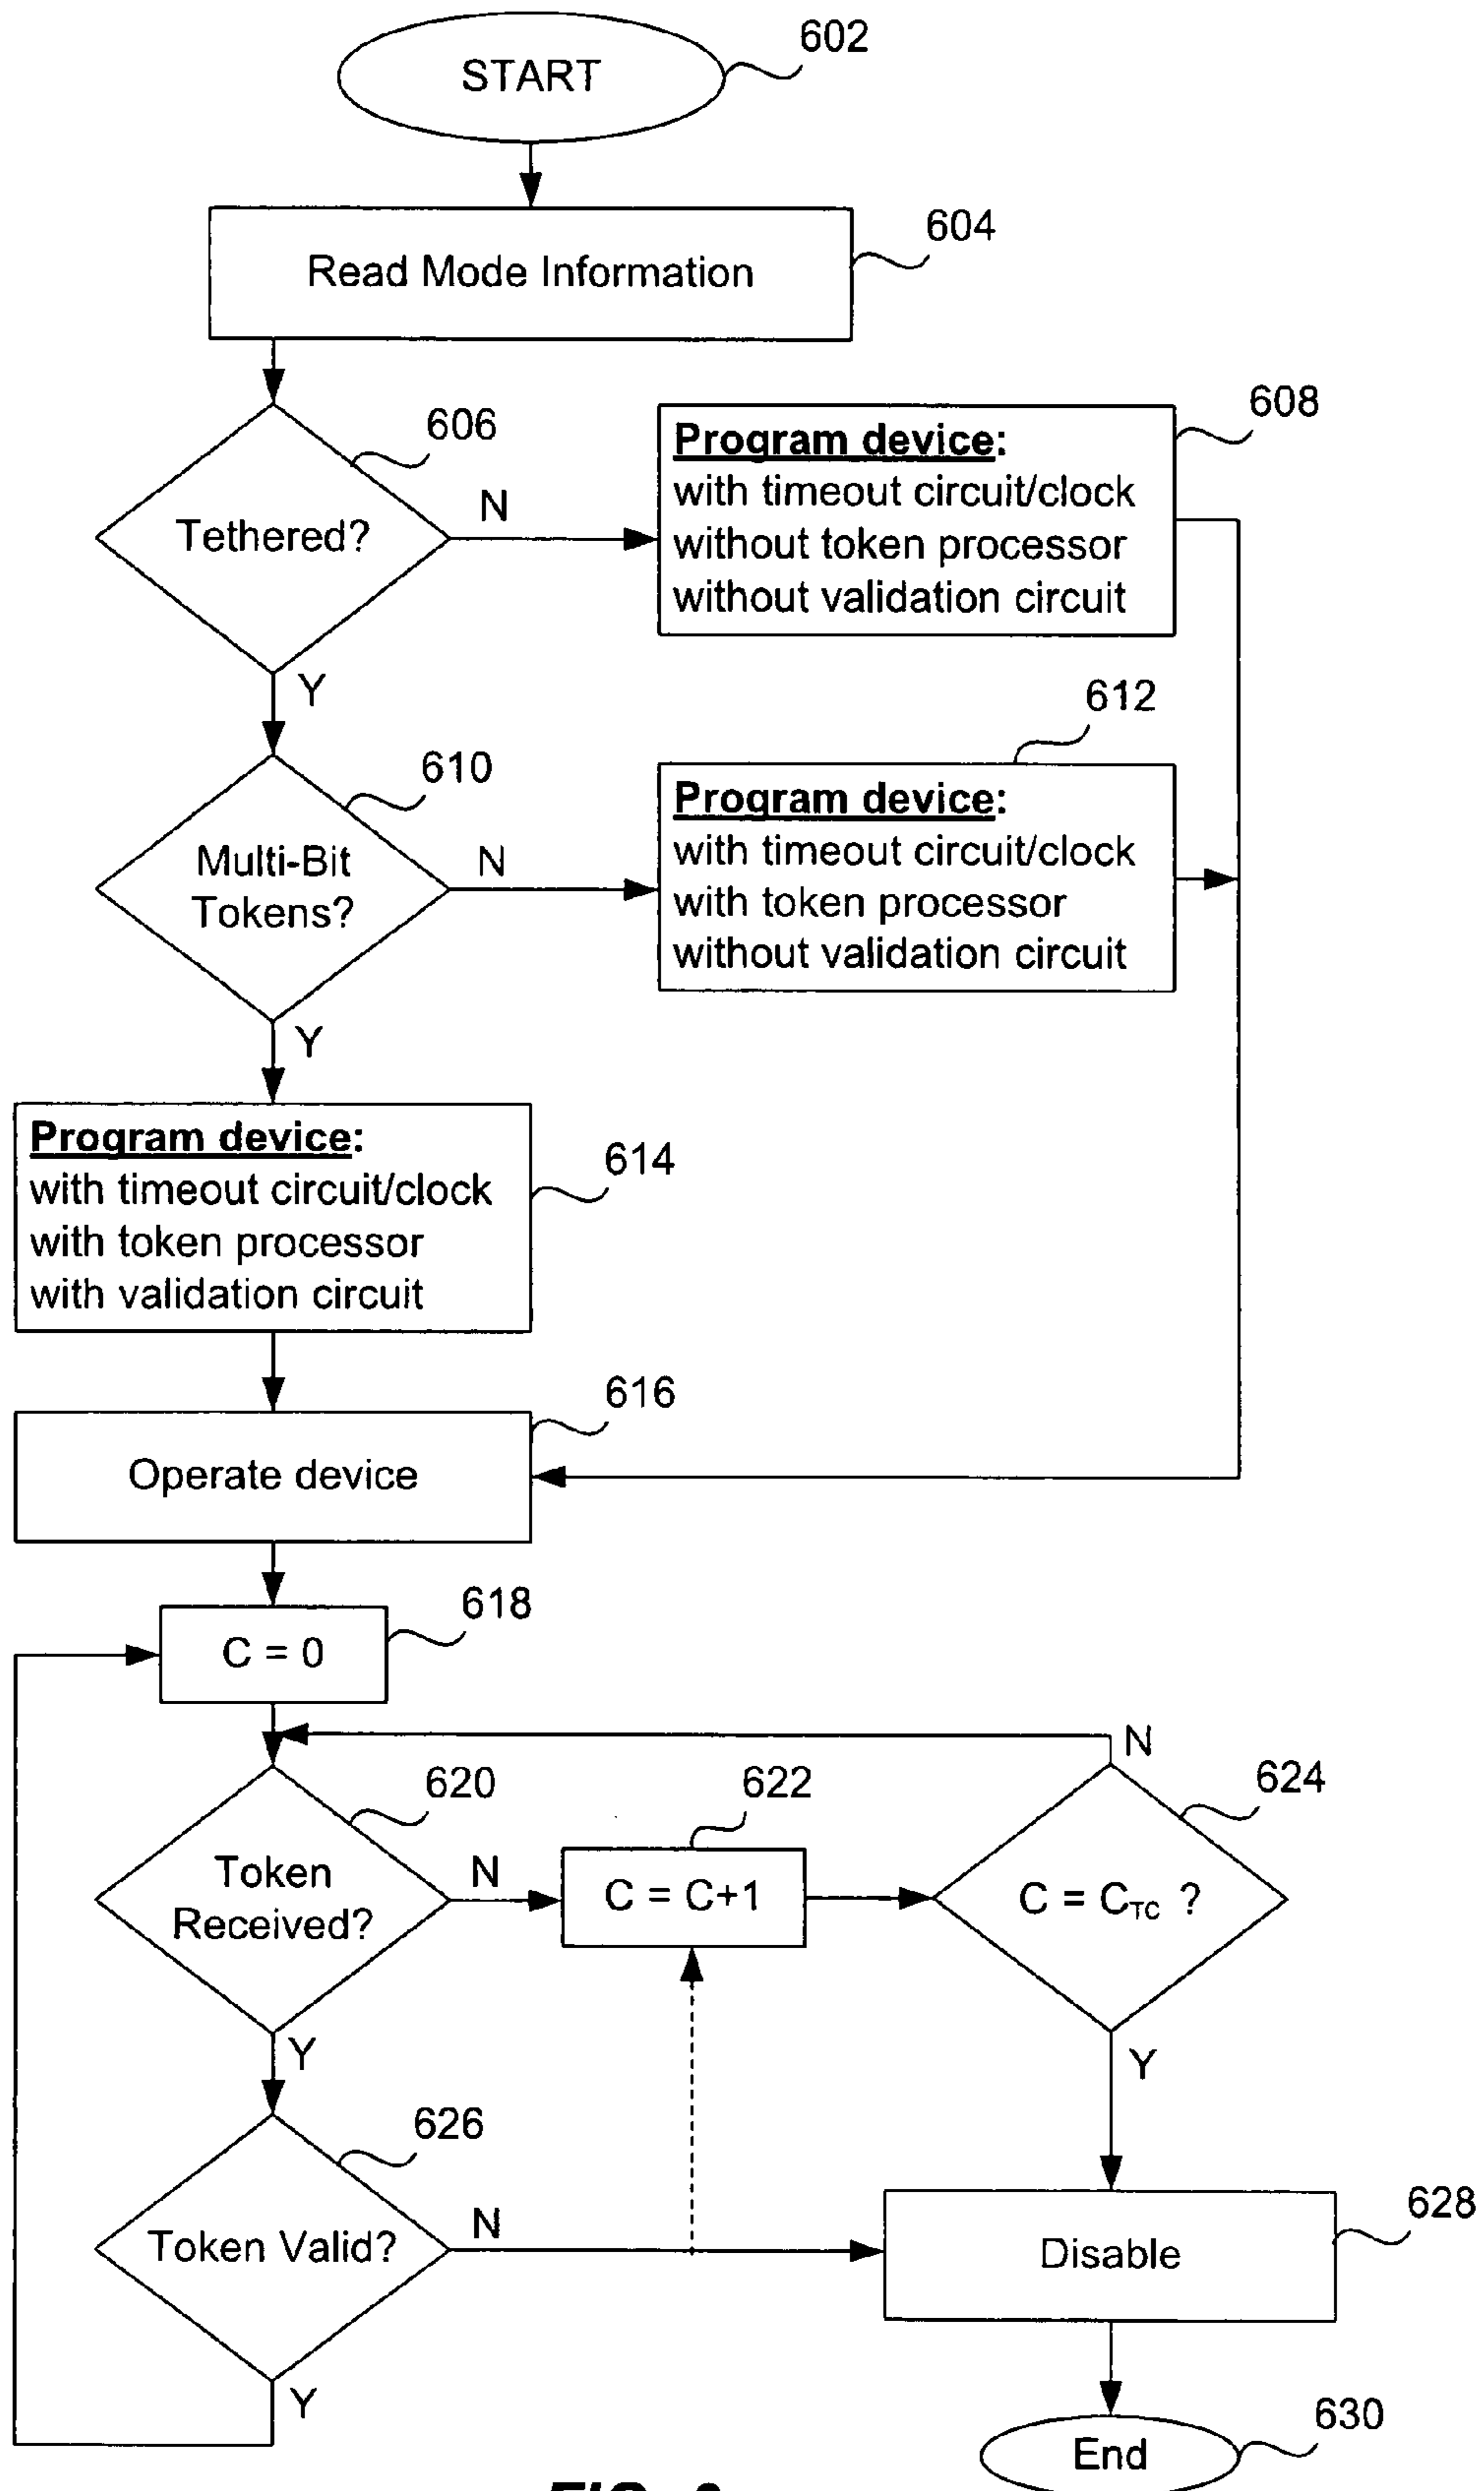 START
602
Read Mode Information
604
Tethered?
606
N
Program device:
with timeout circuit/clock
without token processor
without validation circuit
608
Y
Multi-Bit
Tokens?
610
N
Program device:
with timeout circuit/clock
with token processor
without validation circuit
612
Y
Program device:
with timeout circuit/clock
with token processor
with validation circuit
614
Operate device
616
C = 0
618
Token
Received?
620
N
C = C+1
622
C = CTC ?
624
N
Y
Y
Token Valid?
626
N
Disable
628
Y
End
630